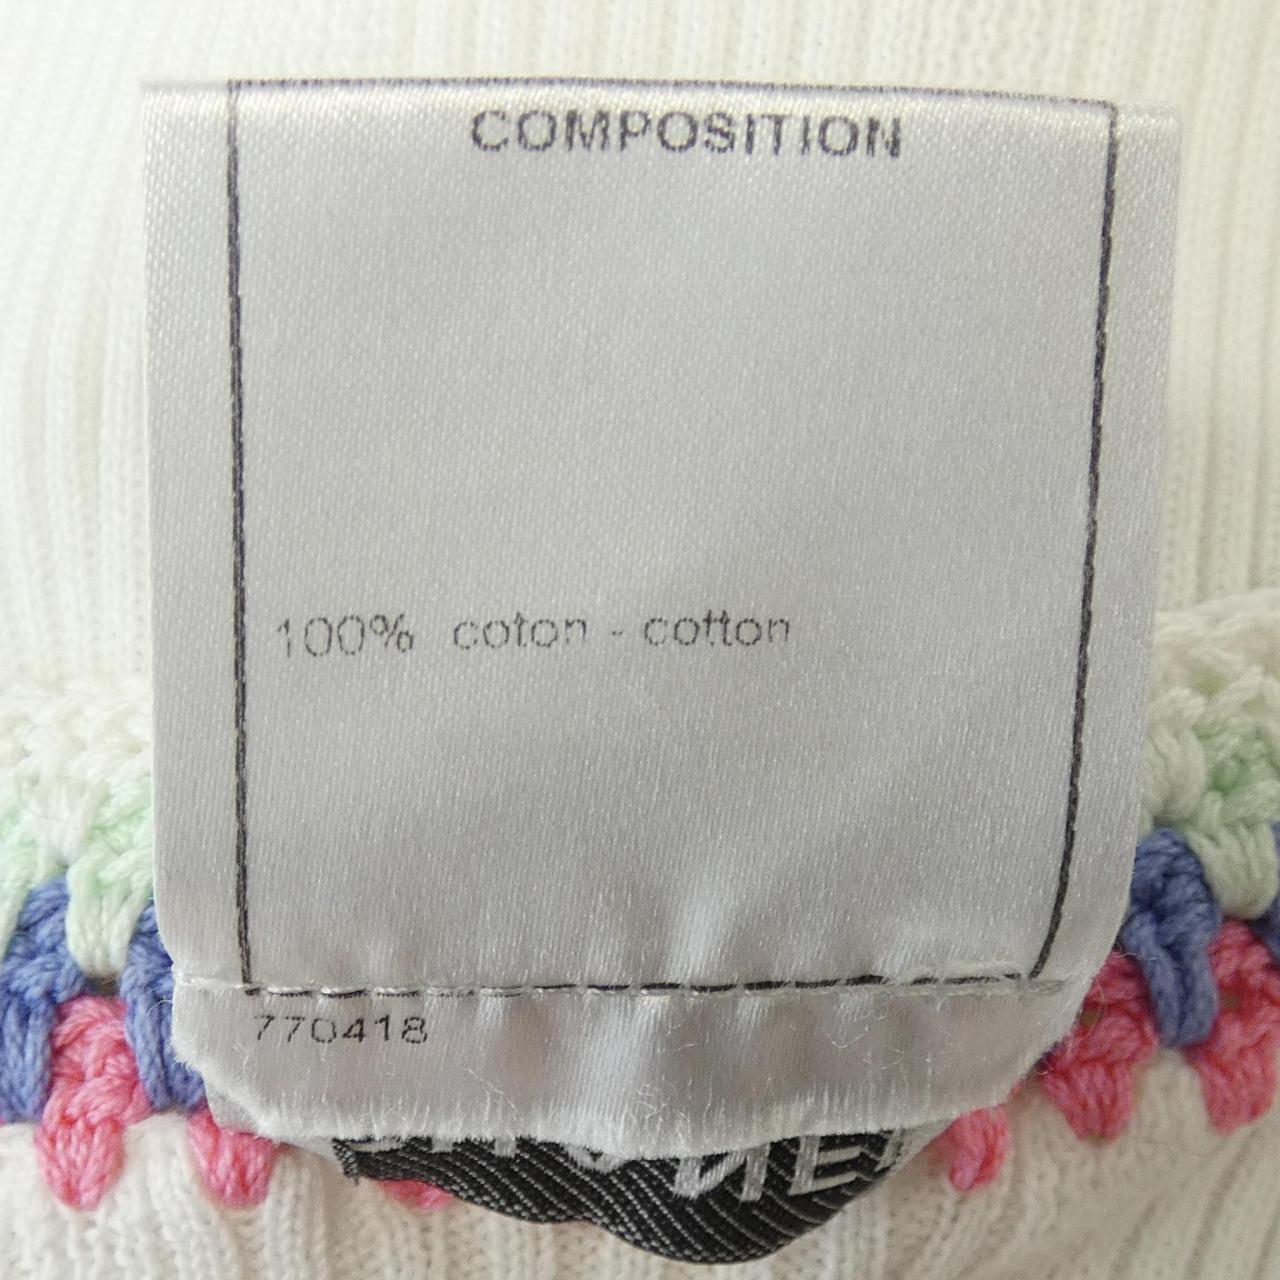 COMPOSITION
100% coton - cotton
770418